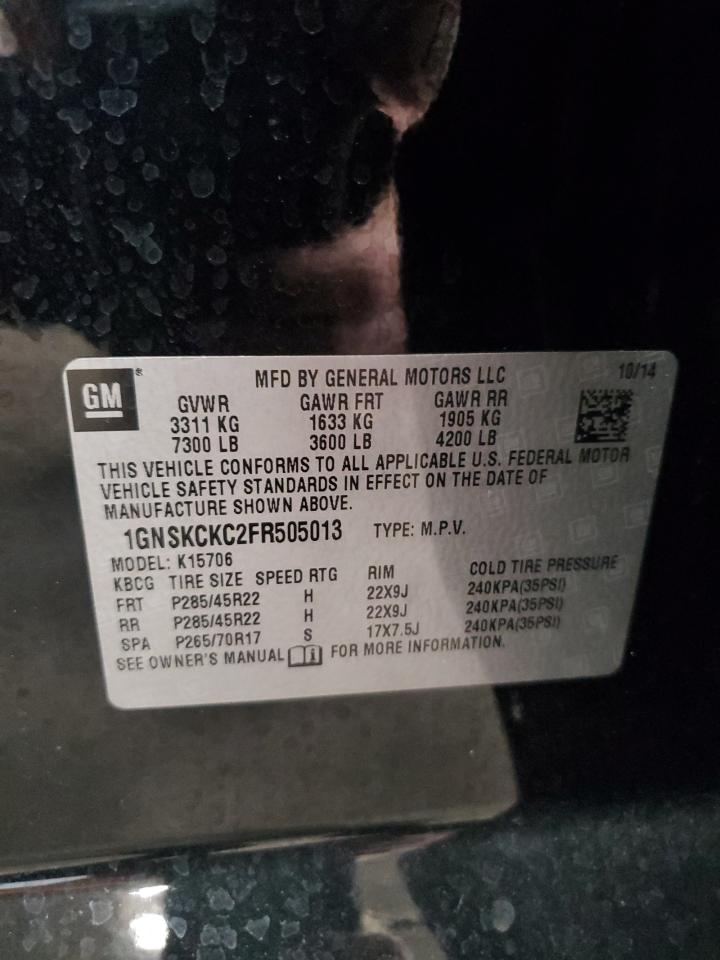 GM®
MFD BY GENERAL MOTORS LLC 10/14
GVWR GAWR FRT GAWR RR
3311 KG 1633 KG 1905 KG
7300 LB 3600 LB 4200 LB
THIS VEHICLE CONFORMS TO ALL APPLICABLE U.S. FEDERAL MOTOR
VEHICLE SAFETY STANDARDS IN EFFECT ON THE DATE OF
MANUFACTURE SHOWN ABOVE.
1GNSKCKC2FR505013 TYPE: M.P.V.
MODEL: K15706
KBCG TIRE SIZE SPEED RTG RIM COLD TIRE PRESSURE
FRT P285/45R22 H 22X9J 240KPA(35PSI)
RR P285/45R22 H 22X9J 240KPA(35PSI)
SPA P265/70R17 S 17X7.5J 240KPA(35PSI)
SEE OWNER'S MANUAL FOR MORE INFORMATION.